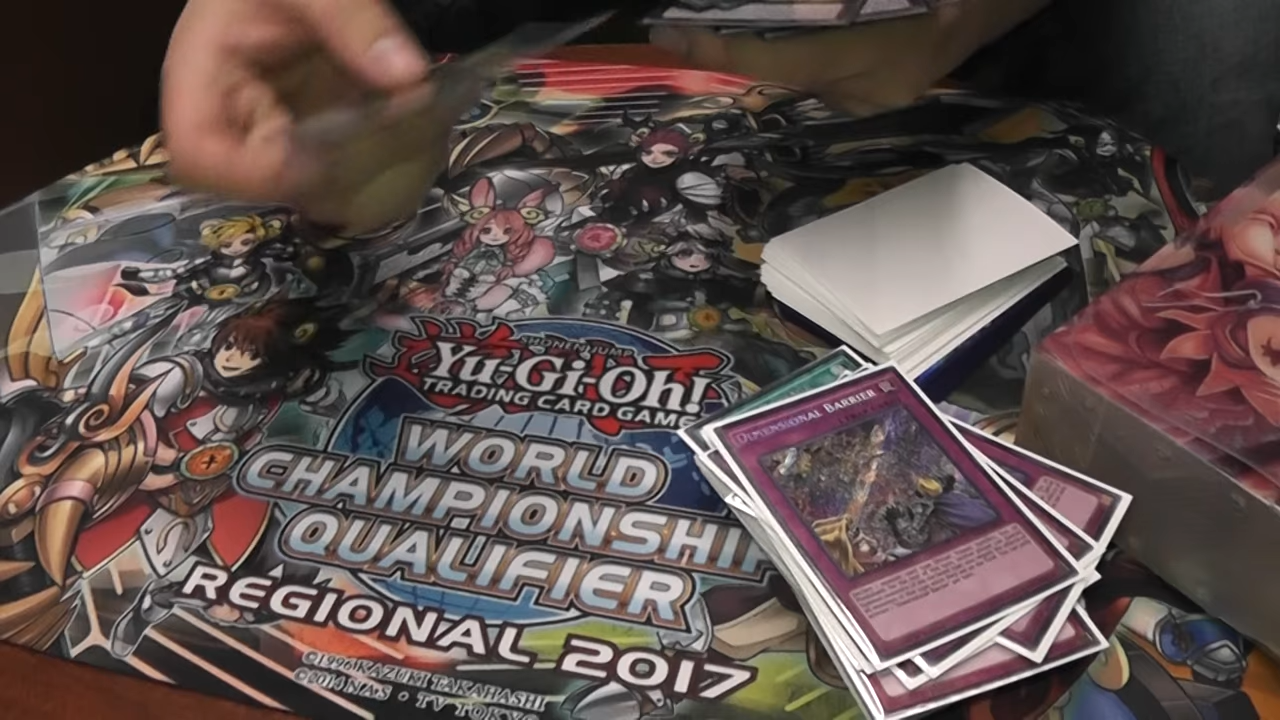 SHONEN JUMP
Yu-Gi-Oh!
TRADING CARD GAME
WORLD
CHAMPIONSHIP
QUALIFIER
REGIONAL 2017
©1996 KAZUKI TAKAHASHI
©2014 NAS • TV TOKYO
DIMENSIONAL BARRIER